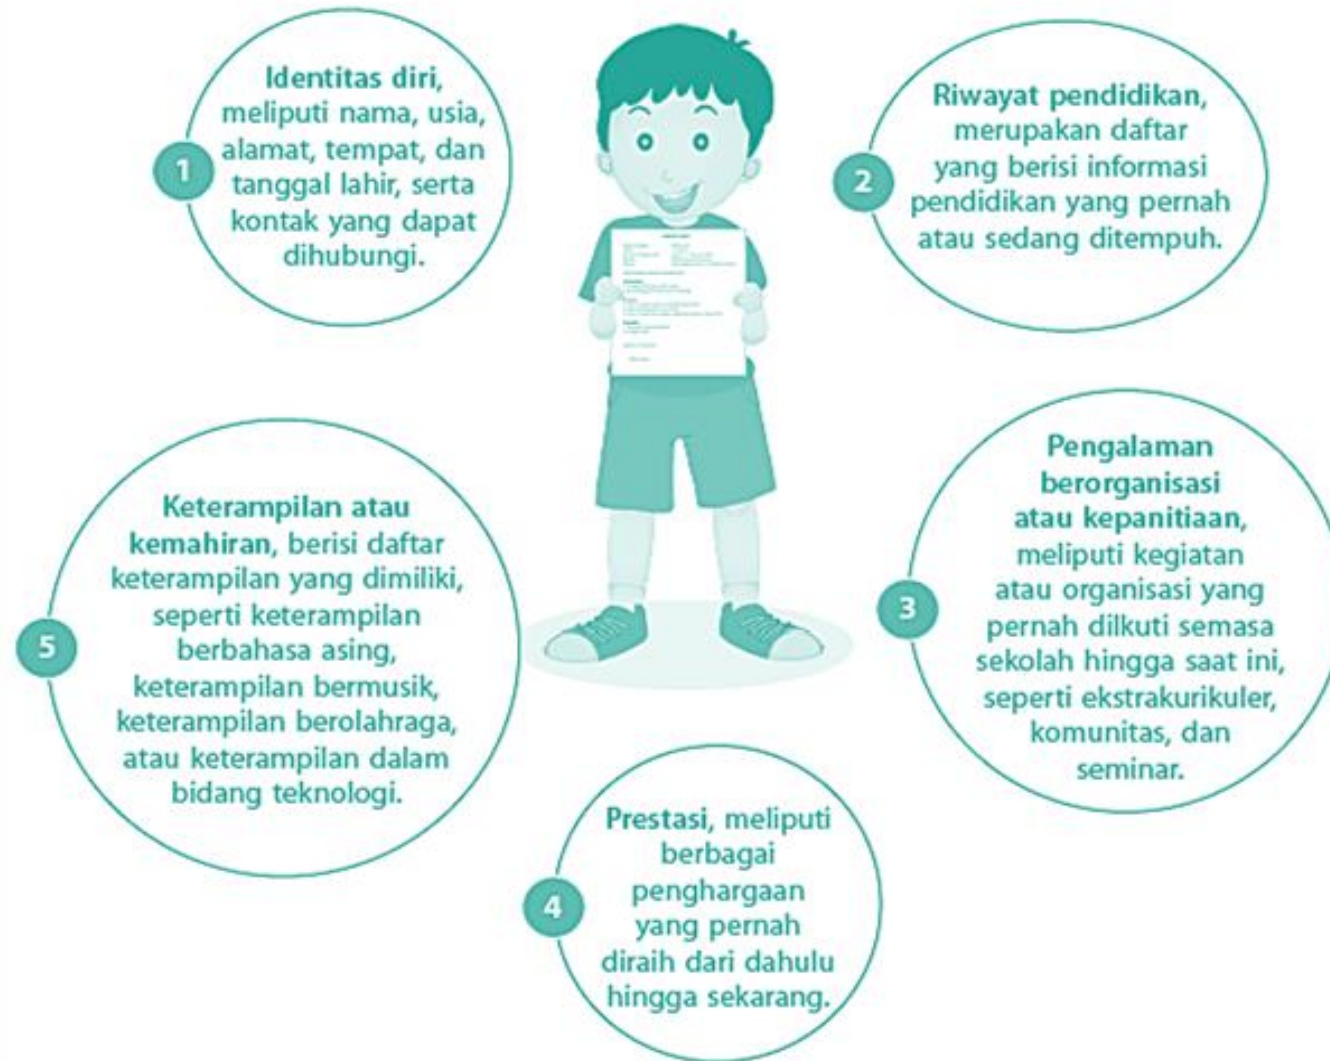 1
Identitas diri,
meliputi nama, usia,
alamat, tempat, dan
tanggal lahir, serta
kontak yang dapat
dihubungi.
2
Riwayat pendidikan,
merupakan daftar
yang berisi informasi
pendidikan yang pernah
atau sedang ditempuh.
3
Pengalaman
berorganisasi
atau kepanitiaan,
meliputi kegiatan
atau organisasi yang
pernah dilkuti semasa
sekolah hingga saat ini,
seperti ekstrakurikuler,
komunitas, dan
seminar.
4
Prestasi, meliputi
berbagai
penghargaan
yang pernah
diraih dari dahulu
hingga sekarang.
5
Keterampilan atau
kemahiran, berisi daftar
keterampilan yang dimiliki,
seperti keterampilan
berbahasa asing,
keterampilan bermusik,
keterampilan berolahraga,
atau keterampilan dalam
bidang teknologi.